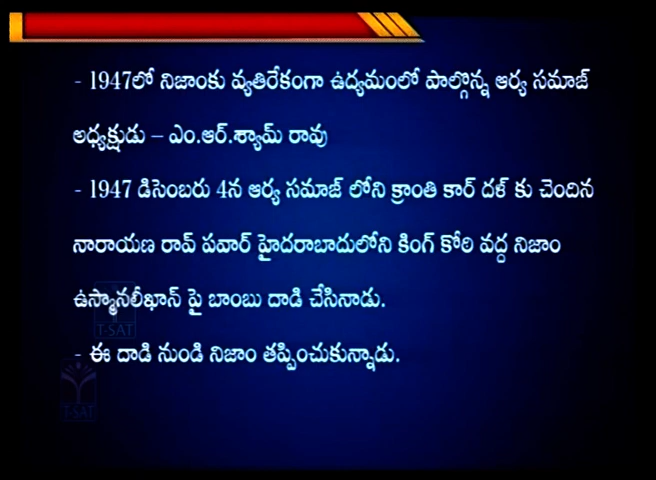 - 1947లో నిజాంకు వ్యతిరేకంగా ఉద్యమంలో పాల్గొన్న ఆర్య సమాజ్
అధ్యక్షుడు – ఎం.ఆర్.శ్యామ్ రావు
- 1947 డిసెంబరు 4న ఆర్య సమాజ్ లోని క్రాంతి కార్ దళ్ కు చెందిన
నారాయణ రావ్ పవార్ హైదరాబాదులోని కింగ్ కోఠి వద్ద నిజాం
ఉస్మానలీఖాన్ పై బాంబు దాడి చేసినాడు.
T-SAT
- ఈ దాడి నుండి నిజాం తప్పించుకున్నాడు.
T-SAT